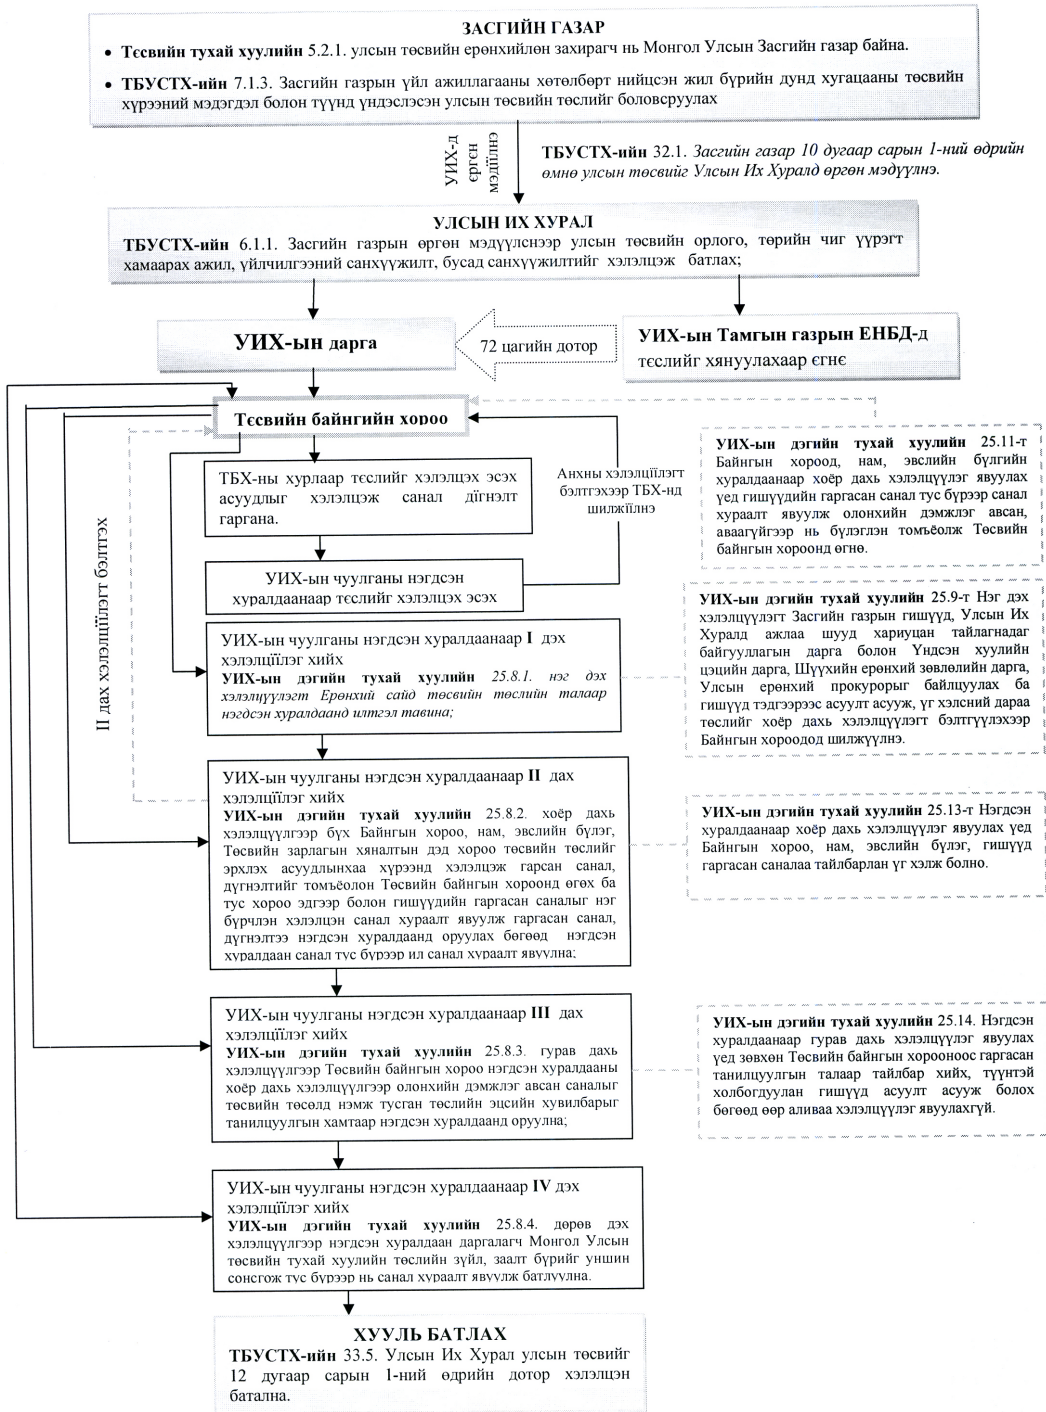 ЗАСГИЙН ГАЗАР
• Тєсвийн тухай хуулийн 5.2.1. улсын төсвийн ерөнхийлөн захирагч нь Монгол Улсын Засгийн газар байна.
• ТБУСТХ-ийн 7.1.3. Засгийн газрын үйл ажиллагааны хөтөлбөрт нийцсэн жил бүрийн дунд хугацааны төсвийн
хүрээний мэдэгдэл болон түүнд үндэслэсэн улсын төсвийн төслийг боловсруулах
УИХ-д
єргєн
мэдїїлнэ
ТБУСТХ-ийн 32.1. Засгийн газар 10 дугаар сарын 1-ний өдрийн
өмнө улсын төсвийг Улсын Их Хуралд өргөн мэдүүлнэ.
УЛСЫН ИХ ХУРАЛ
ТБУСТХ-ийн 6.1.1. Засгийн газрын өргөн мэдүүлснээр улсын төсвийн орлого, төрийн чиг үүрэгт
хамаарах ажил, үйлчилгээний санхүүжилт, бусад санхүүжилтийг хэлэлцэж батлах;
УИХ-ын дарга
72 цагийн дотор
УИХ-ын Тамгын газрын ЕНБД-д
тєслийг хянуулахаар єгнє
Тєсвийн байнгийн хороо
ТБХ-ны хурлаар тєслийг хэлэлцэх эсэх
асуудлыг хэлэлцэж санал дїгнэлт
гаргана.
Анхны хэлэлцїїлэгт
бэлтгэхээр ТБХ-нд
шилжїїлнэ
УИХ-ын дэгийн тухай хуулийн 25.11-т
Байнгын хороод, нам, эвслийн бүлгийн
хуралдаанаар хоёр дахь хэлэлцүүлэг явуулах
үед гишүүдийн гаргасан санал тус бүрээр санал
хураалт явуулж олонхийн дэмжлэг авсан,
аваагүйгээр нь бүлэглэн томъёолж Төсвийн
байнгын хороонд өгнө.
УИХ-ын чуулганы нэгдсэн
хуралдаанаар тєслийг хэлэлцэх эсэх
II дах хэлэлцїїлэгт бэлтгэх
УИХ-ын чуулганы нэгдсэн хуралдаанаар I дэх
хэлэлцїїлэг хийх
УИХ-ын дэгийн тухай хуулийн 25.8.1. нэг дэх
хэлэлцүүлэгт Ерөнхий сайд төсвийн төслийн талаар
нэгдсэн хуралдаанд илтгэл тавина;
УИХ-ын дэгийн тухай хуулийн 25.9-т Нэг дэх
хэлэлцүүлэгт Засгийн газрын гишүүд, Улсын Их
Хуралд ажлаа шууд хариуцан тайлагнадаг
байгууллагын дарга болон Үндсэн хуулийн
цэцийн дарга, Шүүхийн ерөнхий зөвлөлийн дарга,
Улсын ерөнхий прокурорыг байлцуулах ба
гишүүд тэдгээрээс асуулт асууж, үг хэлсний дараа
төслийг хоёр дахь хэлэлцүүлэгт бэлтгүүлэхээр
Байнгын хороодод шилжүүлнэ.
УИХ-ын чуулганы нэгдсэн хуралдаанаар II дах
хэлэлцїїлэг хийх
УИХ-ын дэгийн тухай хуулийн 25.8.2. хоёр дахь
хэлэлцүүлгээр бүх Байнгын хороо, нам, эвслийн бүлэг,
Төсвийн зарлагын хяналтын дэд хороо төсвийн төслийг
эрхлэх асуудлынхаа хүрээнд хэлэлцэж гарсан санал,
дүгнэлтийг томъёолон Төсвийн байнгын хороонд өгөх ба
тус хороо эдгээр болон гишүүдийн гаргасан саналыг нэг
бүрчлэн хэлэлцэн санал хураалт явуулж гаргасан санал,
дүгнэлтээ нэгдсэн хуралдаанд оруулах бөгөөд нэгдсэн
хуралдаан санал тус бүрээр ил санал хураалт явуулна;
УИХ-ын дэгийн тухай хуулийн 25.13-т Нэгдсэн
хуралдаанаар хоёр дахь хэлэлцүүлэг явуулах үед
Байнгын хороо, нам, эвслийн бүлэг, гишүүд
гаргасан саналаа тайлбарлан үг хэлж болно.
УИХ-ын чуулганы нэгдсэн хуралдаанаар III дах
хэлэлцїїлэг хийх
УИХ-ын дэгийн тухай хуулийн 25.8.3. гурав дахь
хэлэлцүүлгээр Төсвийн байнгын хороо нэгдсэн хуралдааны
хоёр дахь хэлэлцүүлгээр олонхийн дэмжлэг авсан саналыг
төсвийн төсөлд нэмж тусган төслийн эцсийн хувилбарыг
танилцуулгын хамтаар нэгдсэн хуралдаанд оруулна;
УИХ-ын дэгийн тухай хуулийн 25.14. Нэгдсэн
хуралдаанаар гурав дахь хэлэлцүүлэг явуулах
үед зөвхөн Төсвийн байнгын хорооноос гаргасан
танилцуулгын талаар тайлбар хийх, түүнтэй
холбогдуулан гишүүд асуулт асууж болох
бөгөөд өөр аливаа хэлэлцүүлэг явуулахгүй.
УИХ-ын чуулганы нэгдсэн хуралдаанаар IV дэх
хэлэлцїїлэг хийх
УИХ-ын дэгийн тухай хуулийн 25.8.4. дөрөв дэх
хэлэлцүүлгээр нэгдсэн хуралдаан даргалагч Монгол Улсын
төсвийн тухай хуулийн төслийн зүйл, заалт бүрийг уншин
сонсгож тус бүрээр нь санал хураалт явуулж батлуулна.
ХУУЛЬ БАТЛАХ
ТБУСТХ-ийн 33.5. Улсын Их Хурал улсын төсвийг
12 дугаар сарын 1-ний өдрийн дотор хэлэлцэн
батална.